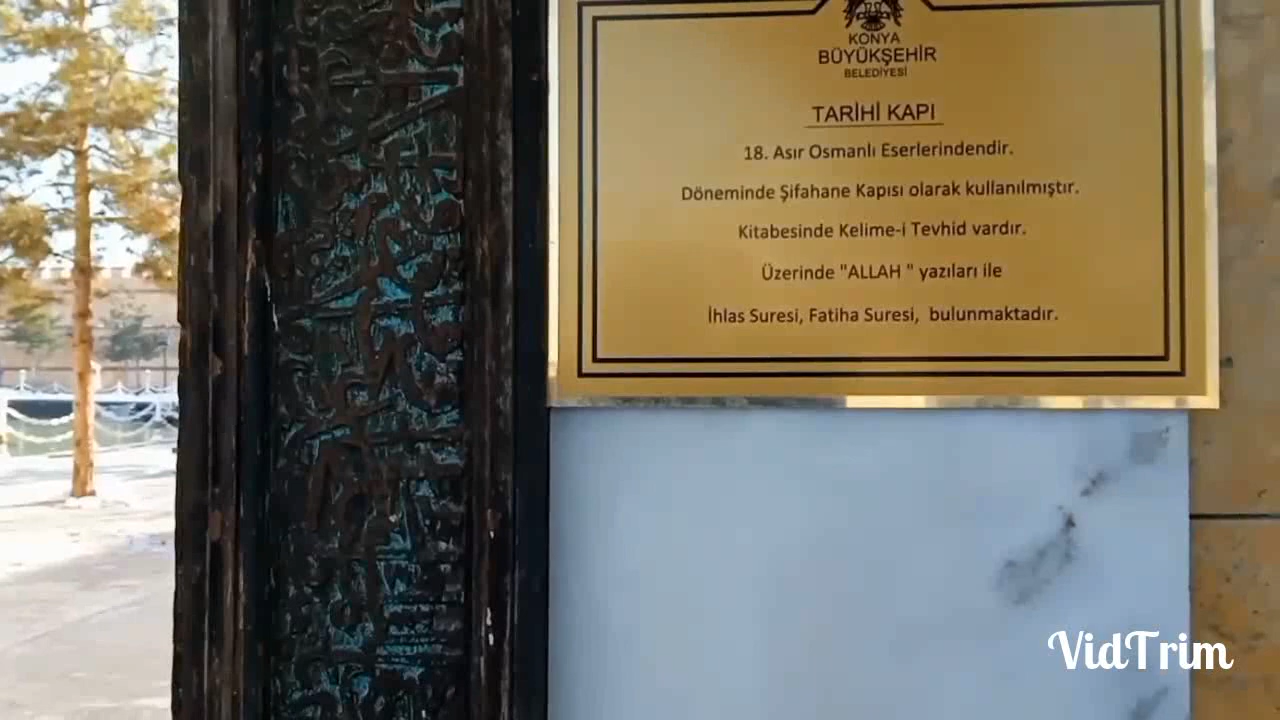 KONYA
BÜYÜKŞEHİR
BELEDİYESİ
TARİHİ KAPI
18. Asır Osmanlı Eserlerindendir.
Döneminde Şifahane Kapısı olarak kullanılmıştır.
Kitabesinde Kelime-i Tevhid vardır.
Üzerinde "ALLAH " yazıları ile
İhlas Suresi, Fatiha Suresi, bulunmaktadır.
VidTrim